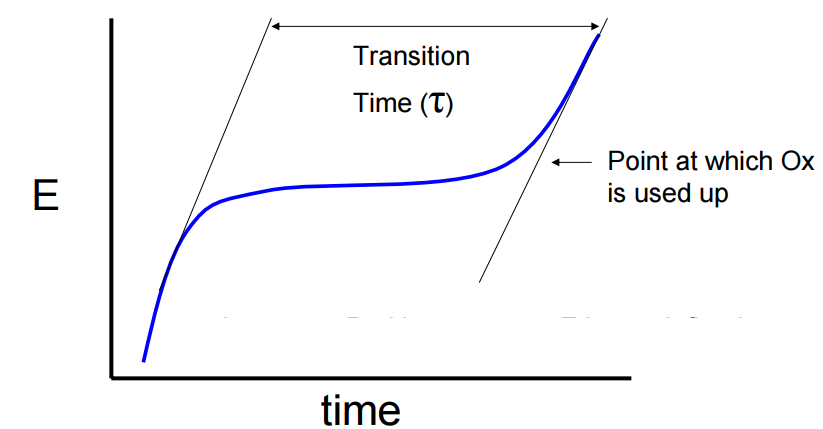 Transition
Time (τ)
E
Point at which Ox
is used up
time